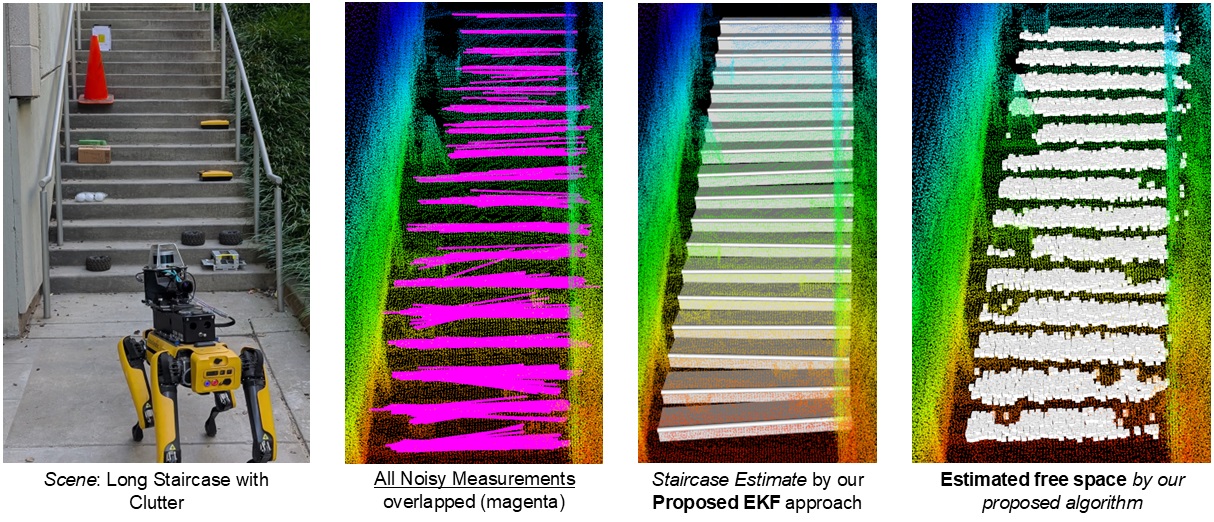 Scene: Long Staircase with
Clutter
All Noisy Measurements
overlapped (magenta)
Staircase Estimate by our
Proposed EKF approach
Estimated free space by our
proposed algorithm